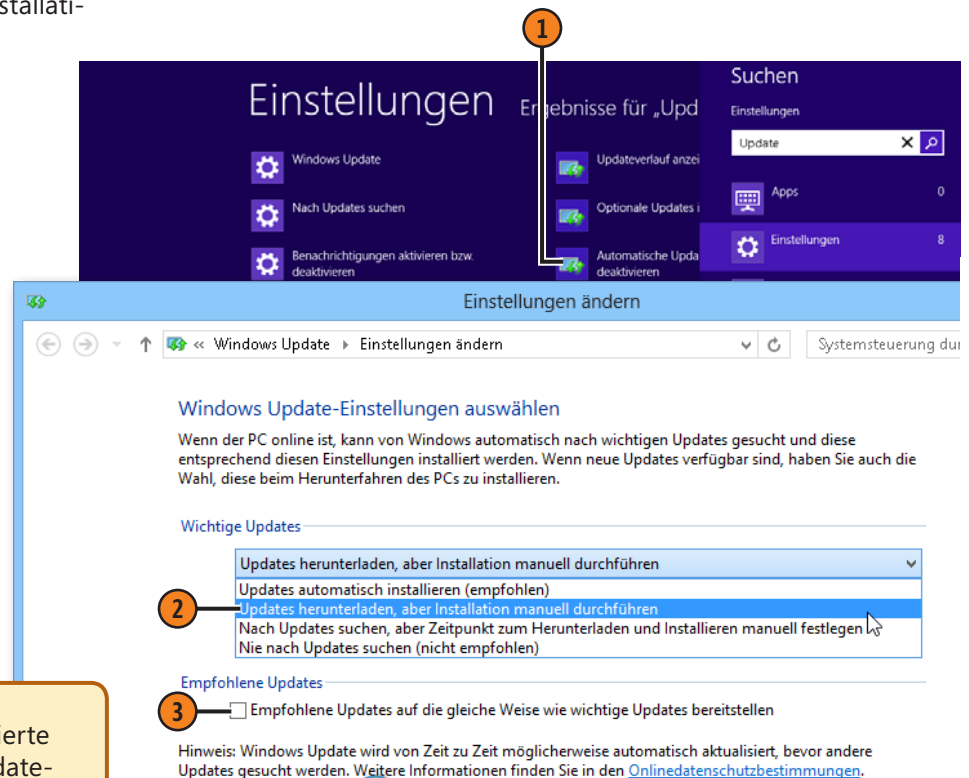 stallati-
1
Einstellungen Ergebnisse für „Upd
Windows Update
Nach Updates suchen
Benachrichtigungen aktivieren bzw.
deaktivieren
Updateverlauf anzei
Optionale Updates i
Automatische Upda
deaktivieren
Suchen
Einstellungen
Update
Apps 0
Einstellungen 8
Einstellungen ändern
« Windows Update Einstellungen ändern
Systemsteuerung dur
Windows Update-Einstellungen auswählen
Wenn der PC online ist, kann von Windows automatisch nach wichtigen Updates gesucht und diese
entsprechend diesen Einstellungen installiert werden. Wenn neue Updates verfügbar sind, haben Sie auch die
Wahl, diese beim Herunterfahren des PCs zu installieren.
Wichtige Updates
Updates herunterladen, aber Installation manuell durchführen
Updates automatisch installieren (empfohlen)
2 Updates herunterladen, aber Installation manuell durchführen
Nach Updates suchen, aber Zeitpunkt zum Herunterladen und Installieren manuell festlegen
Nie nach Updates suchen (nicht empfohlen)
Empfohlene Updates
3 Empfohlene Updates auf die gleiche Weise wie wichtige Updates bereitstellen
Hinweis: Windows Update wird von Zeit zu Zeit möglicherweise automatisch aktualisiert, bevor andere
Updates gesucht werden. Weitere Informationen finden Sie in den Onlinedatenschutzbestimmungen.
ierte
date-